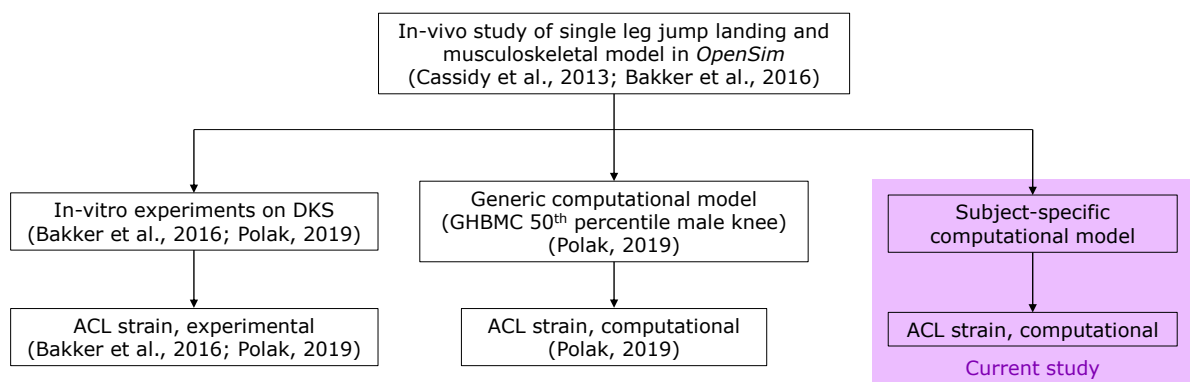 In-vivo study of single leg jump landing and
musculoskeletal model in OpenSim
(Cassidy et al., 2013; Bakker et al., 2016)
In-vitro experiments on DKS
(Bakker et al., 2016; Polak, 2019)
Generic computational model
(GHBMC 50th percentile male knee)
(Polak, 2019)
Subject-specific
computational model
ACL strain, experimental
(Bakker et al., 2016; Polak, 2019)
ACL strain, computational
(Polak, 2019)
ACL strain, computational
Current study